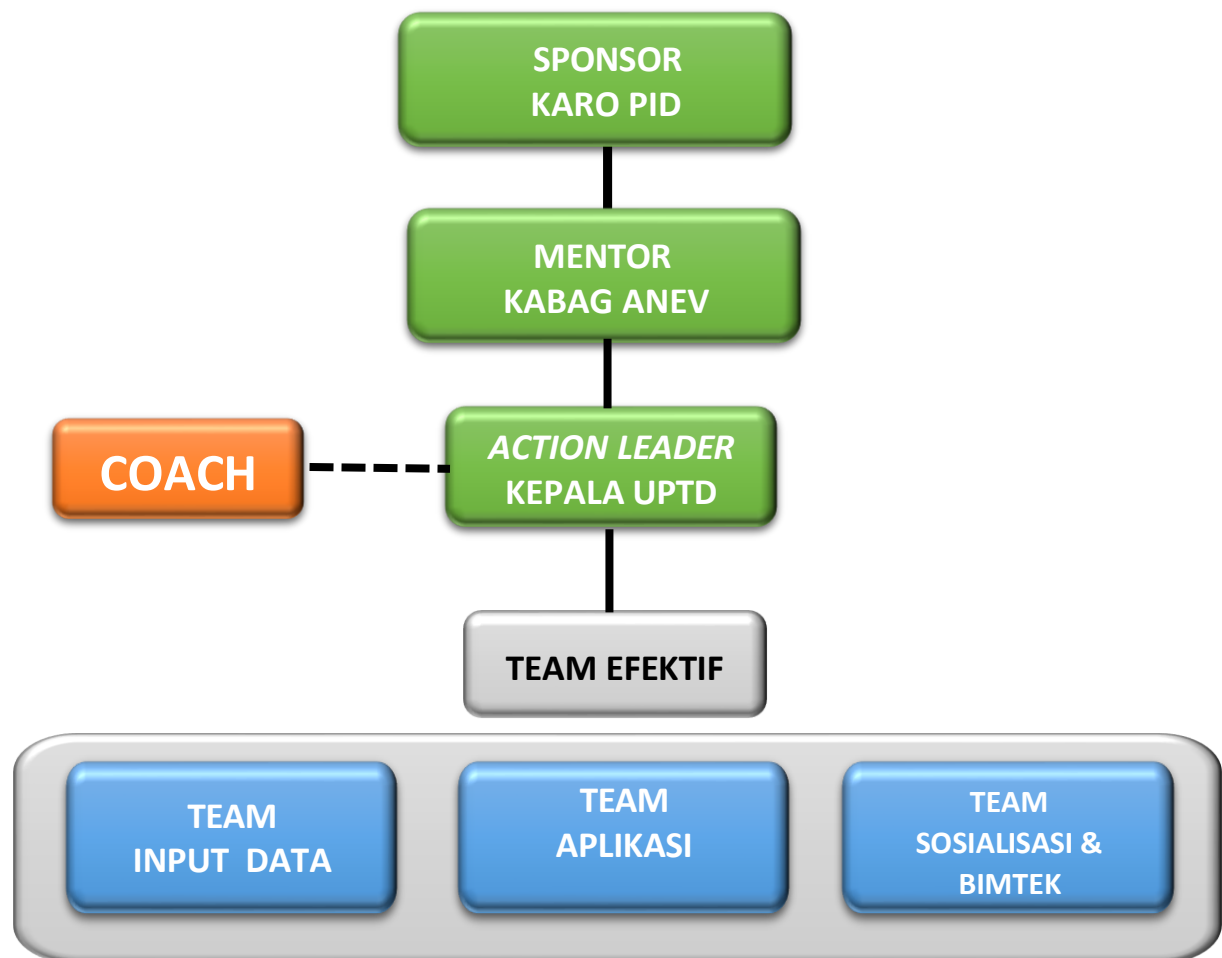 SPONSOR
KARO PID
MENTOR
KABAG ANEV
COACH
ACTION LEADER
KEPALA UPTD
TEAM EFEKTIF
TEAM
INPUT DATA
TEAM
APLIKASI
TEAM
SOSIALISASI &
BIMTEK